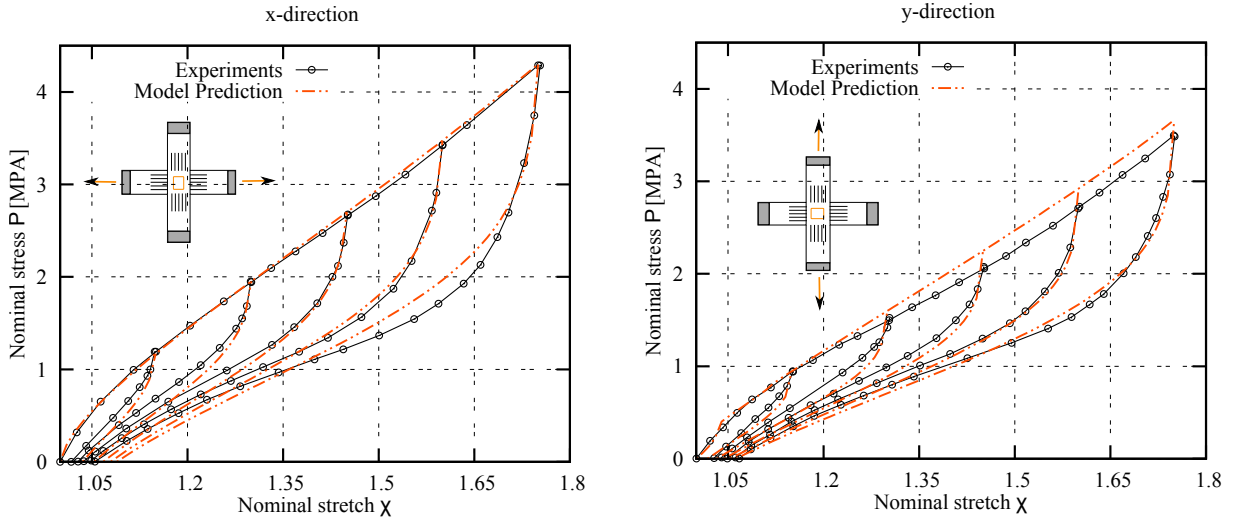 x-direction
Experiments
Model Prediction
Nominal stress P [MPA]
4
3
2
1
0
1.05
1.2
1.35
1.5
1.65
1.8
Nominal stretch χ
y-direction
Experiments
Model Prediction
Nominal stress P [MPA]
4
3
2
1
0
1.05
1.2
1.35
1.5
1.65
1.8
Nominal stretch χ